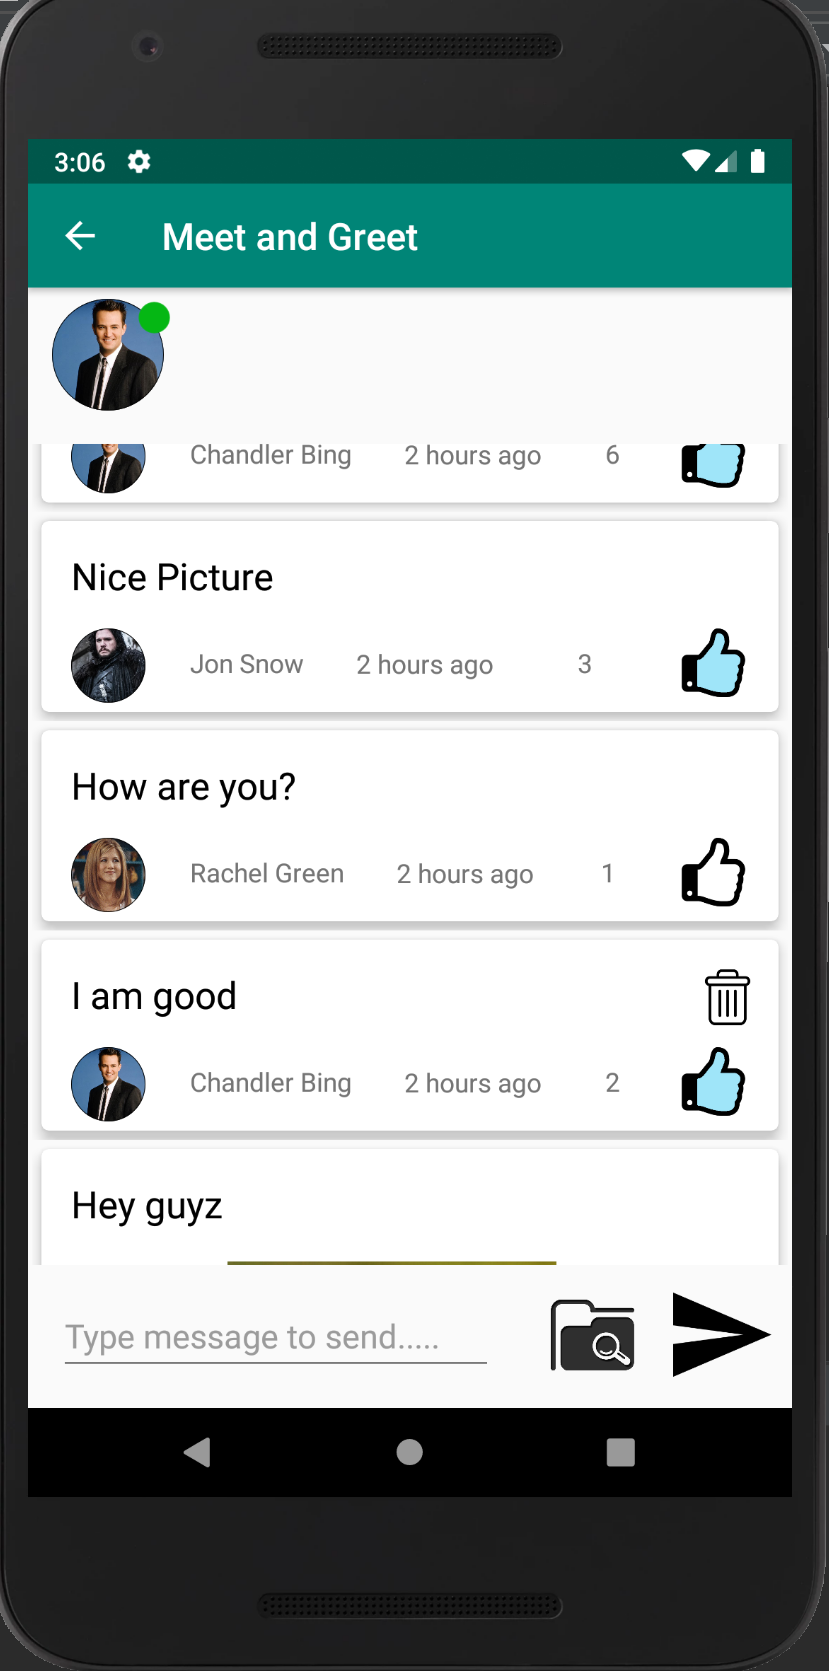 3:06
Meet and Greet
Chandler Bing 2 hours ago 6
Nice Picture
Jon Snow 2 hours ago 3
How are you?
Rachel Green 2 hours ago 1
I am good
Chandler Bing 2 hours ago 2
Hey guyz
Type message to send.....